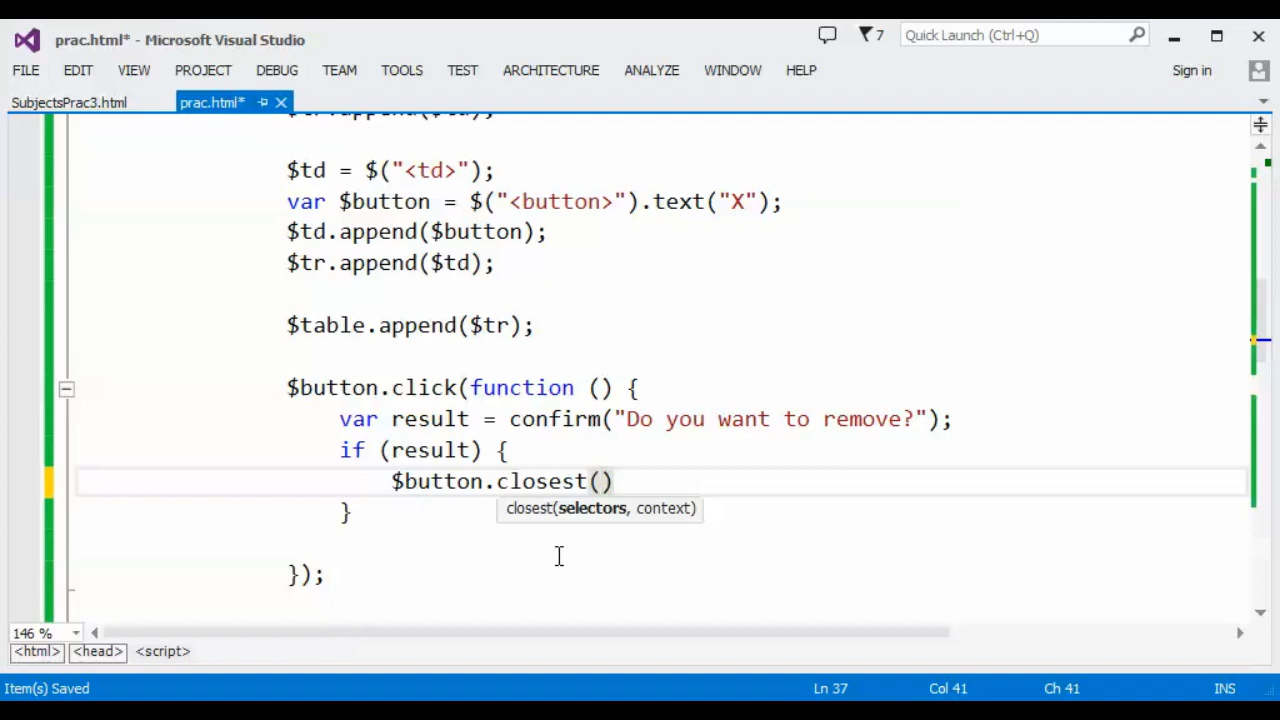 prac.html* - Microsoft Visual Studio
7
Quick Launch (Ctrl+Q)
FILE EDIT VIEW PROJECT DEBUG TEAM TOOLS TEST ARCHITECTURE ANALYZE WINDOW HELP
Sign in
SubjectsPrac3.html
prac.html*
$tr.append($td);
$td = $("<td>");
var $button = $("<button>").text("X");
$td.append($button);
$tr.append($td);
$table.append($tr);
$button.click(function () {
var result = confirm("Do you want to remove?");
if (result) {
$button.closest()
closest(selectors, context)
}
});
146 %
<html> <head> <script>
Item(s) Saved
Ln 37
Col 41
Ch 41
INS